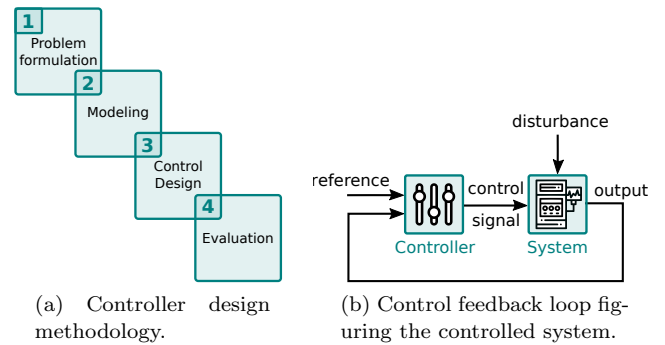 1
Problem
formulation
2
Modeling
3
Control
Design
4
Evaluation
(a) Controller design
methodology.
disturbance
reference
control
signal
output
Controller
System
(b) Control feedback loop fig-
uring the controlled system.